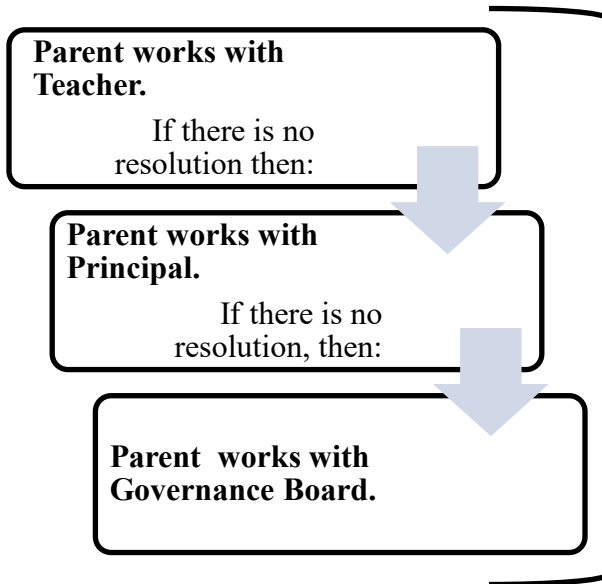 Parent works with
Teacher.
If there is no
resolution then:
Parent works with
Principal.
If there is no
resolution, then:
Parent  works with
Governance Board.